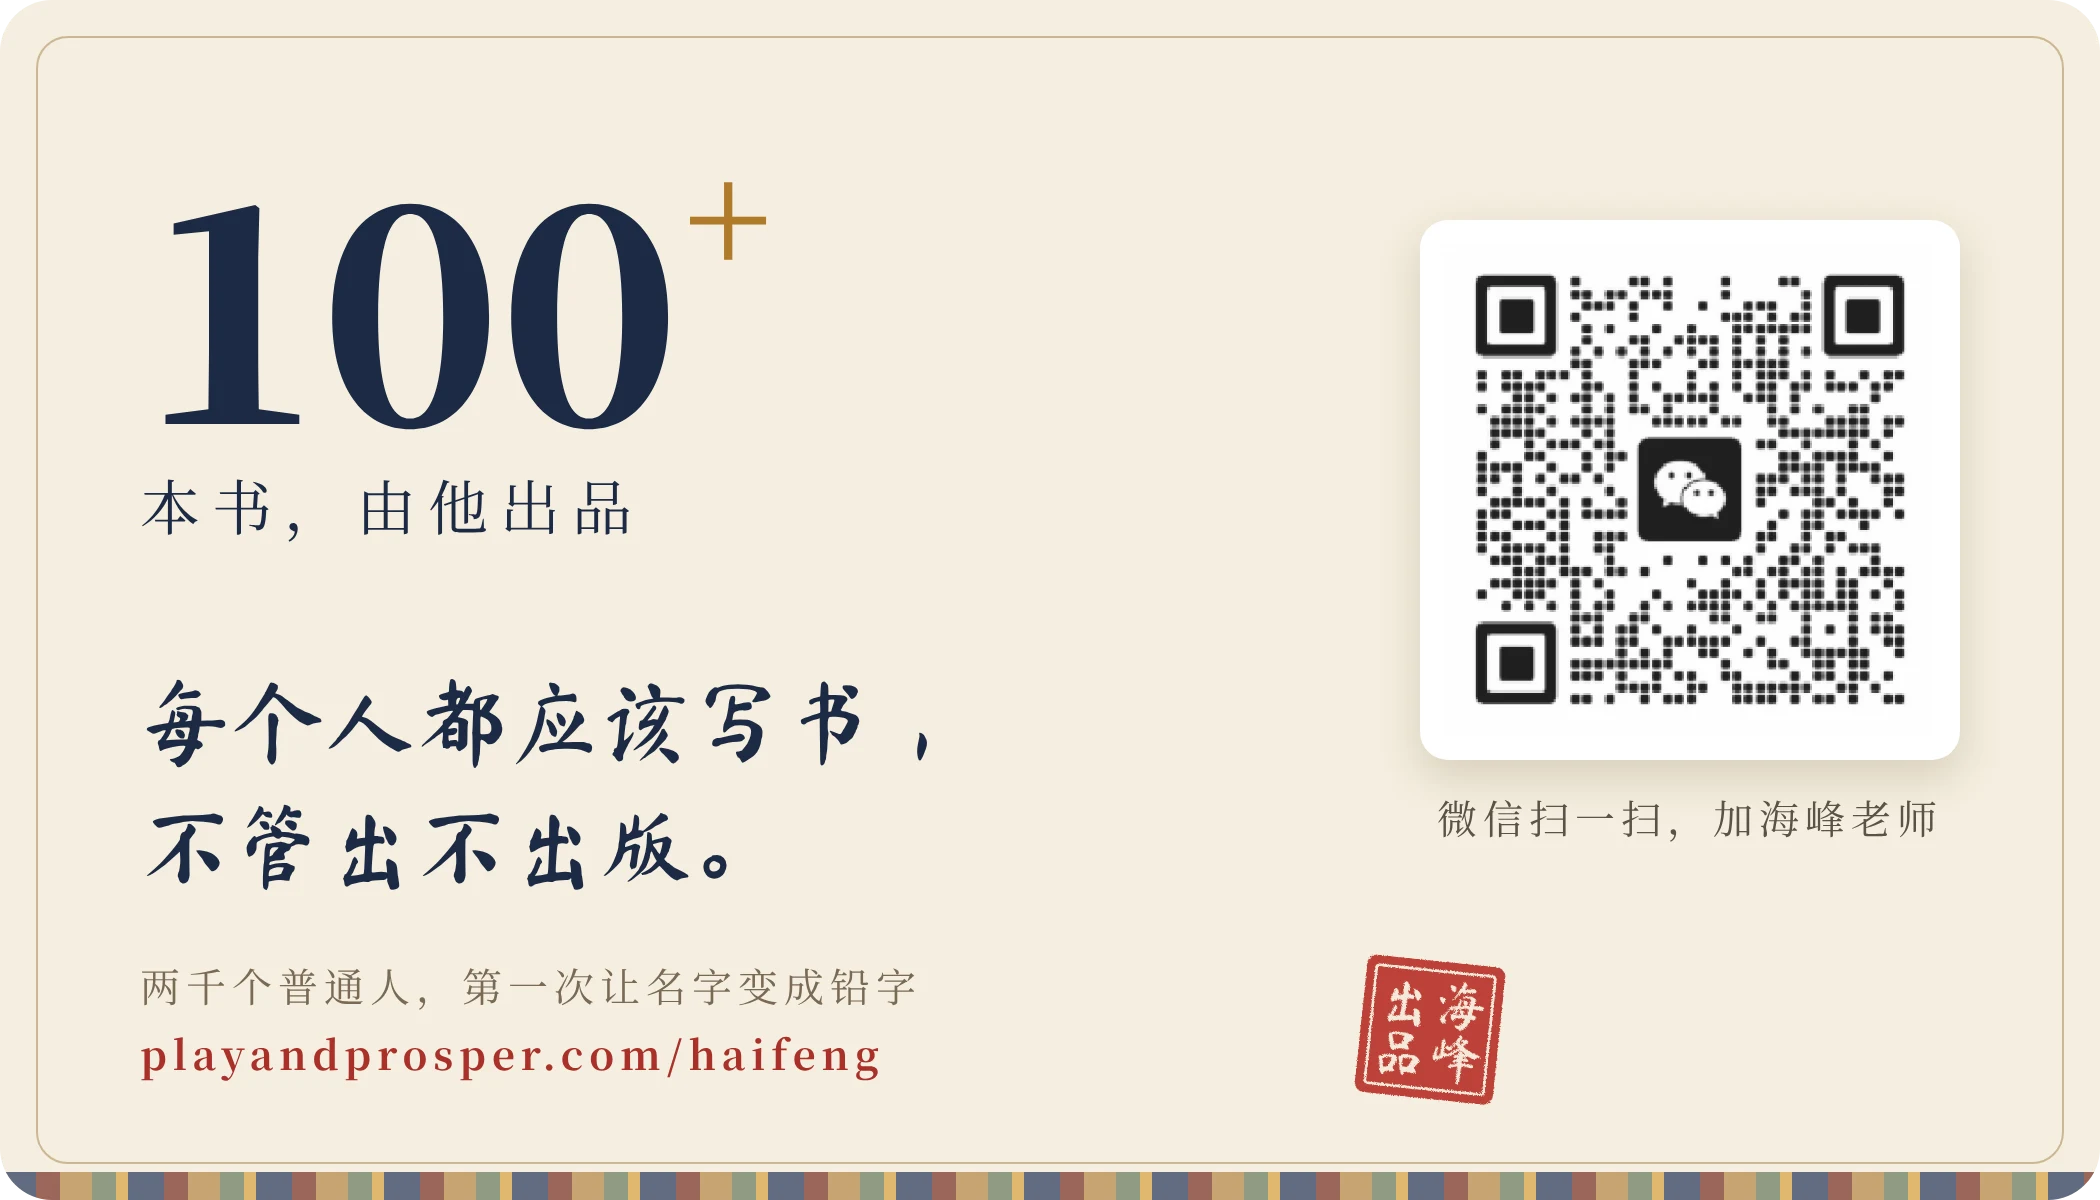 100+
本书，由他出品
每个人都应该写书，
不管出不出版。
两千个普通人，第一次让名字变成铅字
playandprosper.com/haifeng
微信扫一扫，加海峰老师
海峰
出品